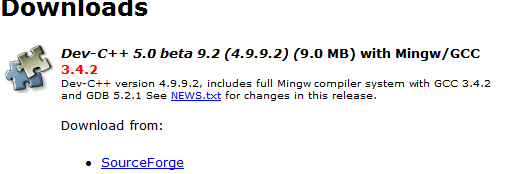 Downloads
Dev-C++ 5.0 beta 9.2 (4.9.9.2) (9.0 MB) with Mingw/GCC
3.4.2
Dev-C++ version 4.9.9.2, includes full Mingw compiler system with GCC 3.4.2
and GDB 5.2.1 See NEWS.txt for changes in this release.
Download from:
• SourceForge